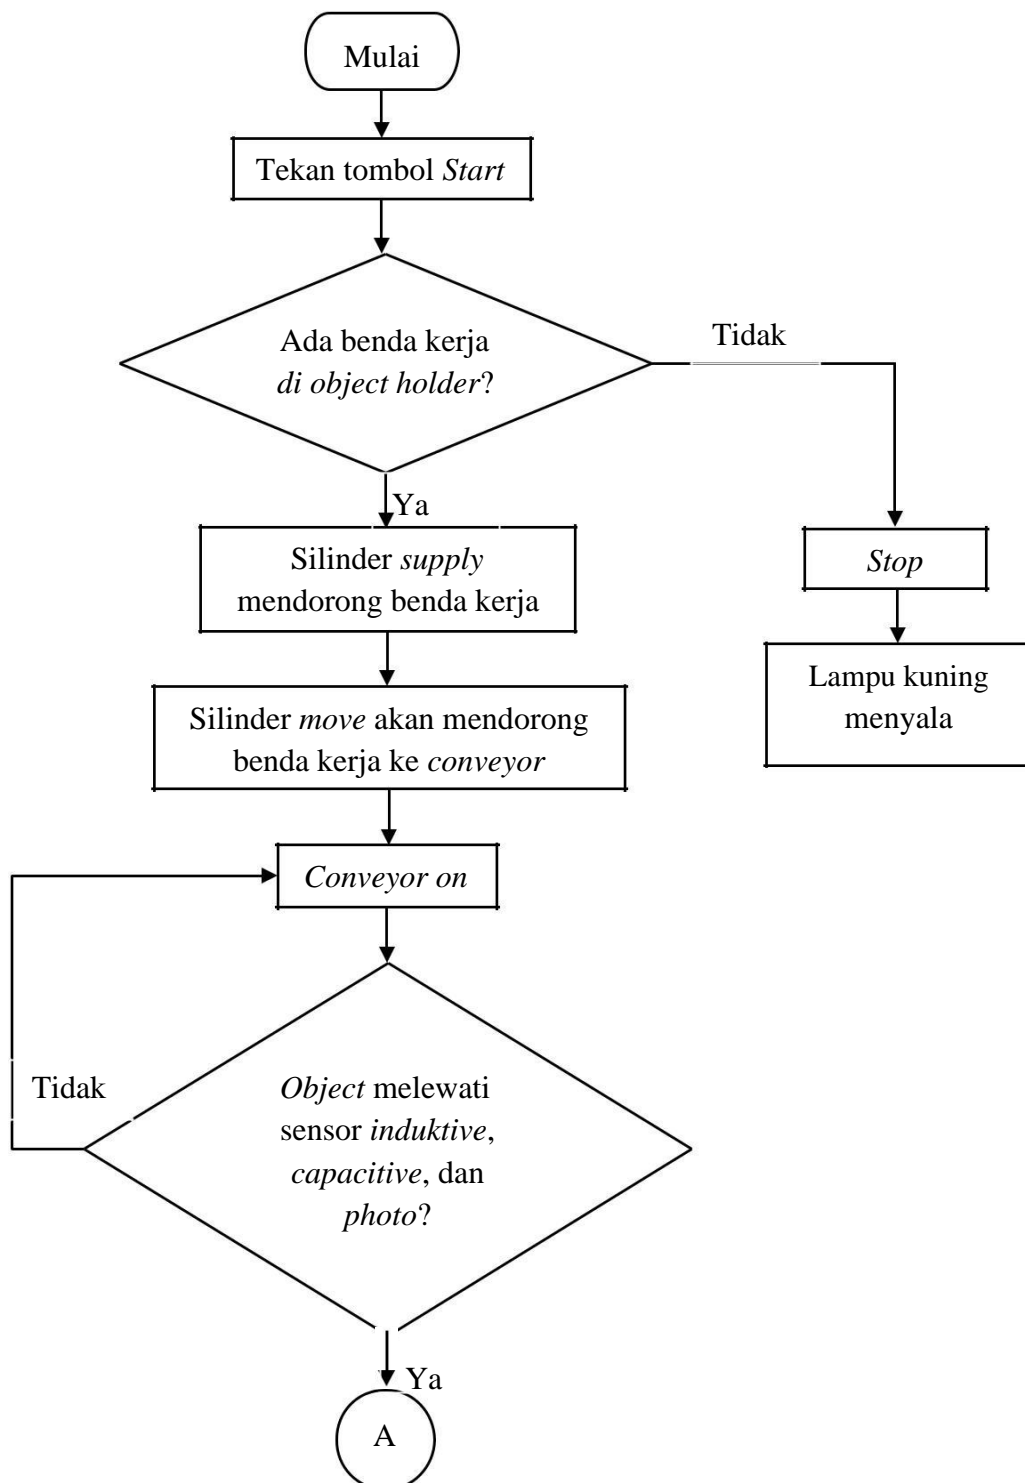 Mulai
Tekan tombol Start
Ada benda kerja
di object holder?
Tidak
Ya
Silinder supply
mendorong benda kerja
Stop
Silinder move akan mendorong
benda kerja ke conveyor
Lampu kuning
menyala
Conveyor on
Tidak
Object melewati
sensor induktive,
capacitive, dan
photo?
Ya
A